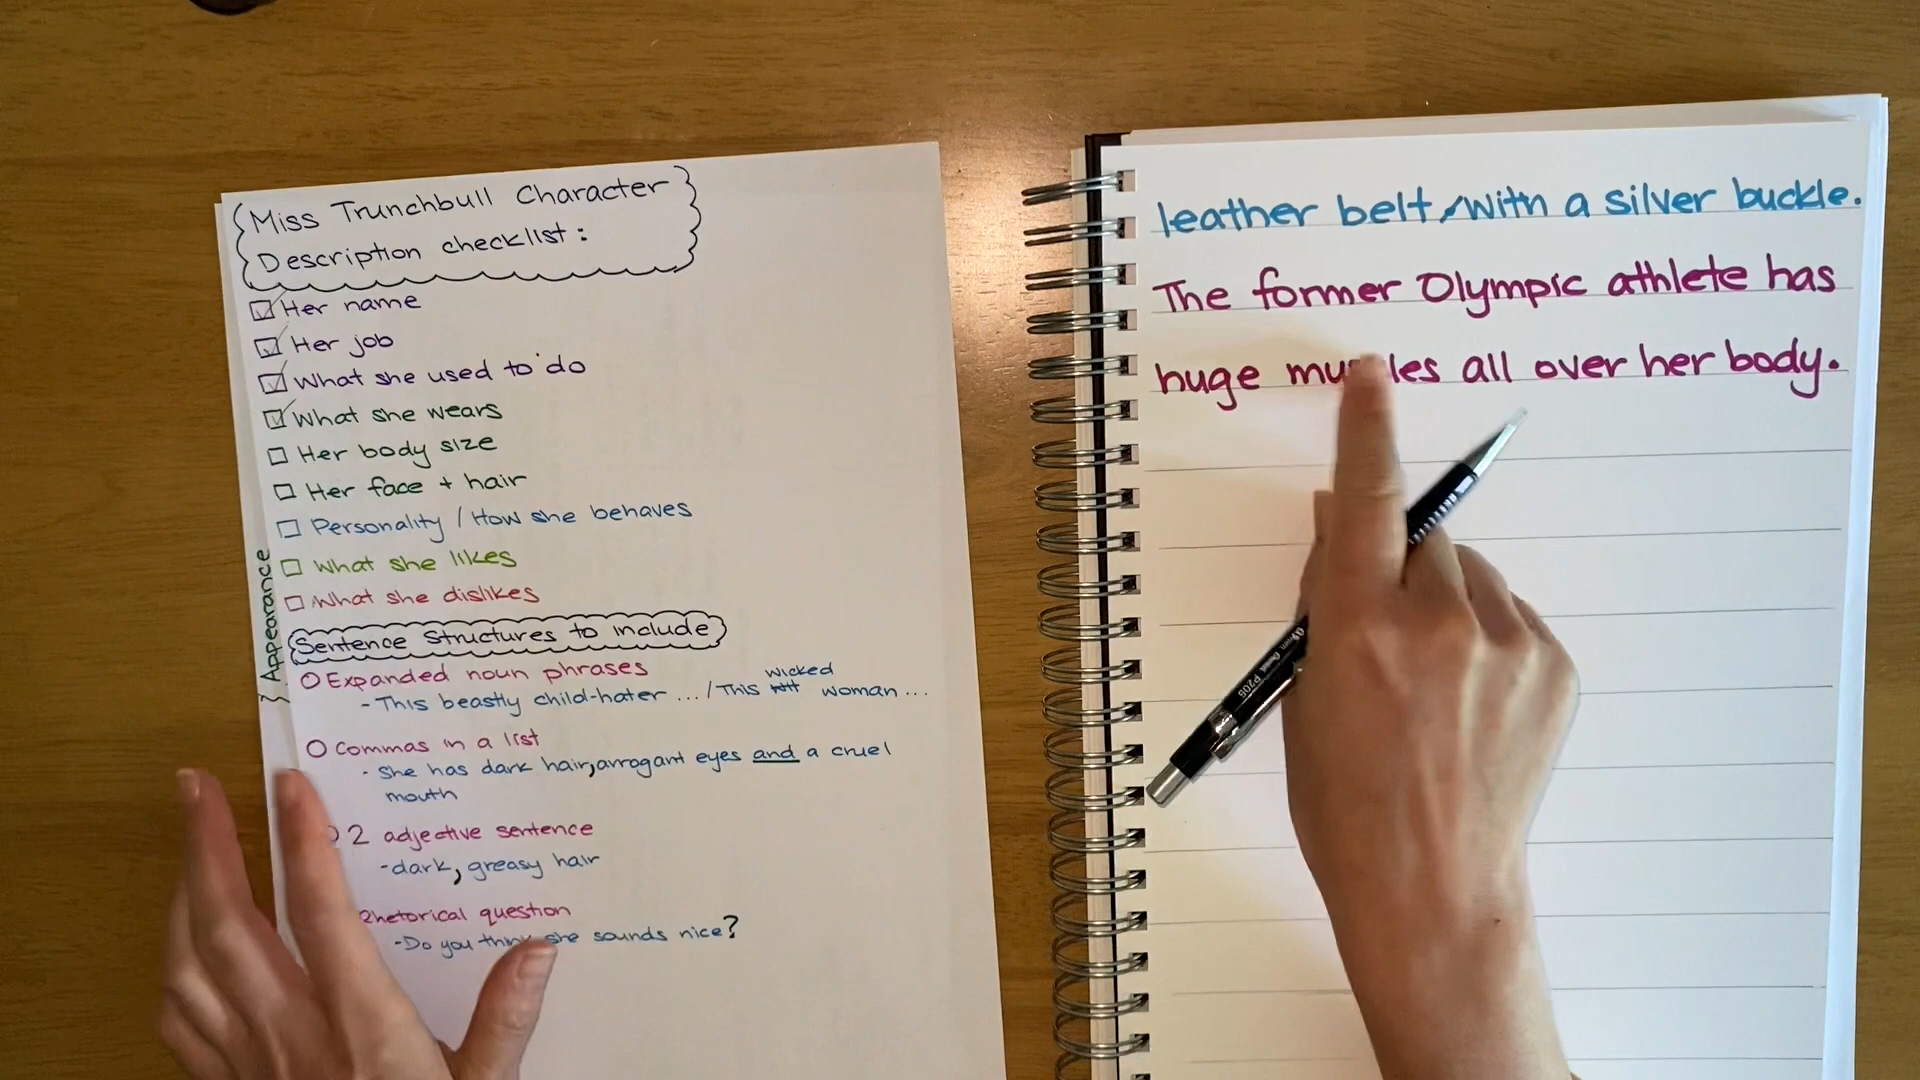 Miss Trunchbull Character
Description checklist:
Her name
Her job
What she used to do
What she wears
Her body size
Her face + hair
Personality / How she behaves
What she likes
What she dislikes
Appearance
Sentence Structures to include
Expanded noun phrases
- This beastly child-hater ... / This wicked woman ...
Commas in a list
- She has dark hair, arrogant eyes and a cruel
mouth
2 adjective sentence
- dark, greasy hair
Rhetorical question
- Do you think she sounds nice?
leather belt, with a silver buckle.
The former Olympic athlete has
huge muscles all over her body.
P205